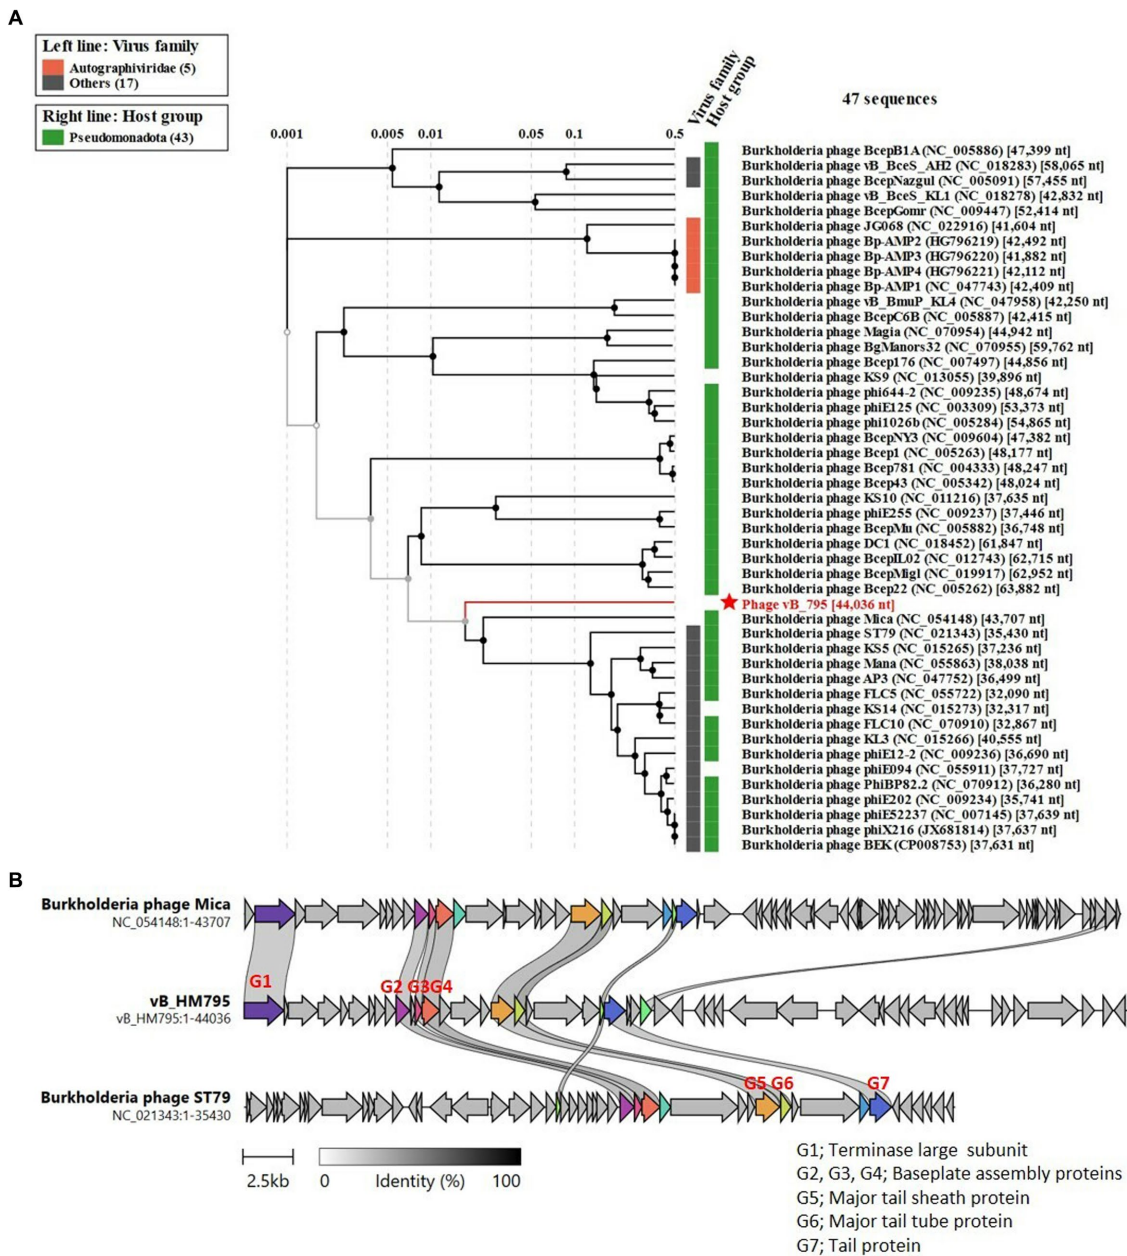 A
Left line: Virus family
Autographiviridae (5)
Others (17)
Right line: Host group
Pseudomonadota (43)
Virus family
Host group
47 sequences
0.001 0.005 0.01 0.05 0.1 0.5
Burkholderia phage BcepB1A (NC_005886) [47,399 nt]
Burkholderia phage vB_BceS_AH2 (NC_018283) [58,065 nt]
Burkholderia phage BcepNazgul (NC_005091) [57,455 nt]
Burkholderia phage vB_BceS_KL1 (NC_018278) [42,832 nt]
Burkholderia phage BcepGomr (NC_009447) [52,414 nt]
Burkholderia phage JG068 (NC_022916) [41,604 nt]
Burkholderia phage Bp-AMP2 (HG796219) [42,492 nt]
Burkholderia phage Bp-AMP3 (HG796220) [41,882 nt]
Burkholderia phage Bp-AMP4 (HG796221) [42,112 nt]
Burkholderia phage Bp-AMP1 (NC_047743) [42,409 nt]
Burkholderia phage vB_BmuP_KL4 (NC_047958) [42,250 nt]
Burkholderia phage BcepC6B (NC_005887) [42,415 nt]
Burkholderia phage Magia (NC_070954) [44,942 nt]
Burkholderia phage BgManors32 (NC_070955) [59,762 nt]
Burkholderia phage Bcep176 (NC_007497) [44,856 nt]
Burkholderia phage KS9 (NC_013055) [39,896 nt]
Burkholderia phage phi644-2 (NC_009235) [48,674 nt]
Burkholderia phage phiE125 (NC_003309) [53,373 nt]
Burkholderia phage phi1026b (NC_005284) [54,865 nt]
Burkholderia phage BcepNY3 (NC_009604) [47,382 nt]
Burkholderia phage Bcep1 (NC_005263) [48,177 nt]
Burkholderia phage Bcep781 (NC_004333) [48,247 nt]
Burkholderia phage Bcep43 (NC_005342) [48,024 nt]
Burkholderia phage KS10 (NC_011216) [37,635 nt]
Burkholderia phage phiE255 (NC_009237) [37,446 nt]
Burkholderia phage BcepMu (NC_005882) [36,748 nt]
Burkholderia phage DC1 (NC_018452) [61,847 nt]
Burkholderia phage BcepIL02 (NC_012743) [62,715 nt]
Burkholderia phage BcepMigl (NC_019917) [62,952 nt]
Burkholderia phage Bcep22 (NC_005262) [63,882 nt]
Phage vB_795 [44,036 nt]
Burkholderia phage Mica (NC_054148) [43,707 nt]
Burkholderia phage ST79 (NC_021343) [35,430 nt]
Burkholderia phage KS5 (NC_015265) [37,236 nt]
Burkholderia phage Mana (NC_055863) [38,038 nt]
Burkholderia phage AP3 (NC_047752) [36,499 nt]
Burkholderia phage FLC5 (NC_055722) [32,090 nt]
Burkholderia phage KS14 (NC_015273) [32,317 nt]
Burkholderia phage FLC10 (NC_070910) [32,867 nt]
Burkholderia phage KL3 (NC_015266) [40,555 nt]
Burkholderia phage phiE12-2 (NC_009236) [36,690 nt]
Burkholderia phage phiE094 (NC_055911) [37,727 nt]
Burkholderia phage PhiBP82.2 (NC_070912) [36,280 nt]
Burkholderia phage phiE202 (NC_009234) [35,741 nt]
Burkholderia phage phiE52237 (NC_007145) [37,639 nt]
Burkholderia phage phiX216 (JX681814) [37,637 nt]
Burkholderia phage BEK (CP008753) [37,631 nt]
B
Burkholderia phage Mica
NC_054148:1-43707
G1 G2 G3 G4
vB_HM795
vB_HM795:1-44036
G5 G6 G7
Burkholderia phage ST79
NC_021343:1-35430
2.5kb
0 Identity (%) 100
G1; Terminase large subunit
G2, G3, G4; Baseplate assembly proteins
G5; Major tail sheath protein
G6; Major tail tube protein
G7; Tail protein